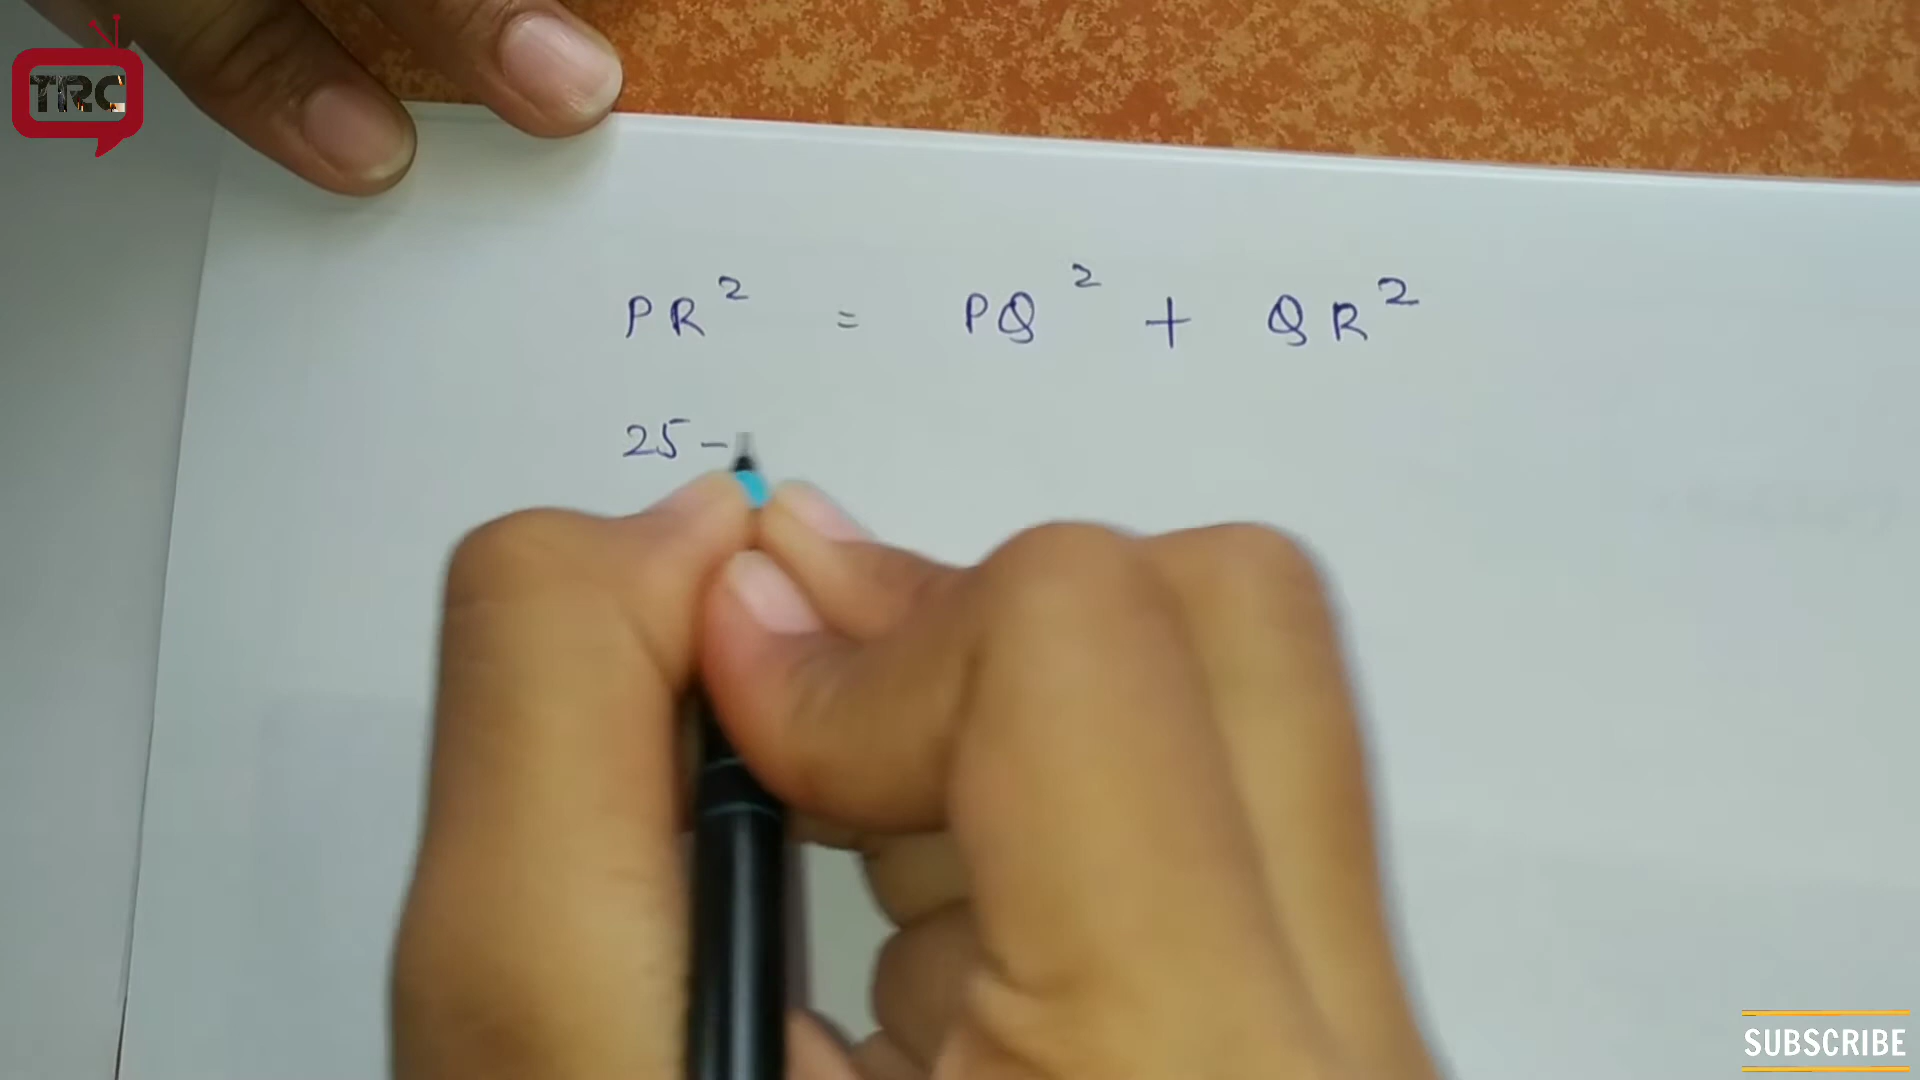 TRC
PR² = PQ² + QR²
25 -
SUBSCRIBE